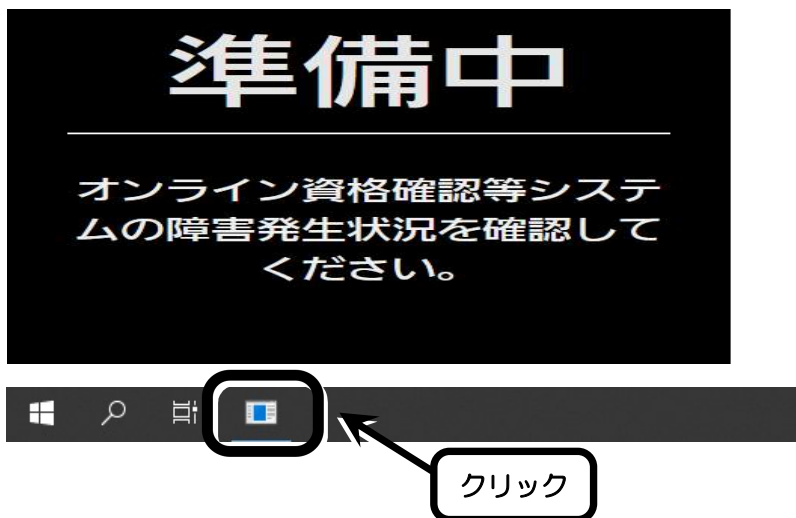 準備中
オンライン資格確認等システ
ムの障害発生状況を確認して
ください。
クリック